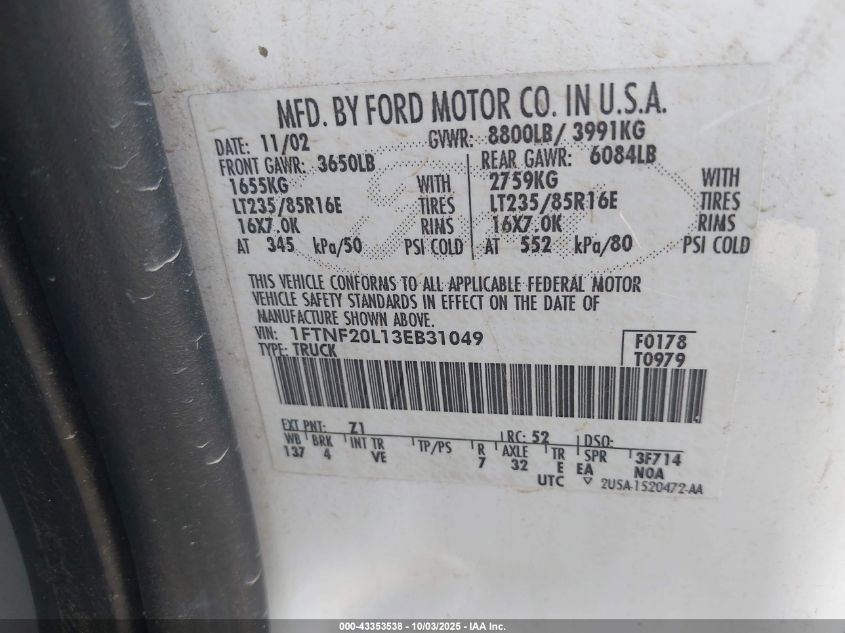 MFD. BY FORD MOTOR CO. IN U.S.A.
DATE: 11/02 GVWR: 8800LB/ 3991KG
FRONT GAWR: 3650LB REAR GAWR: 6084LB
1655KG WITH 2759KG WITH
LT235/85R16E TIRES LT235/85R16E TIRES
16X7.0K RIMS 16X7.0K RIMS
AT 345 kPa/50 PSI COLD AT 552 kPa/80 PSI COLD
THIS VEHICLE CONFORMS TO ALL APPLICABLE FEDERAL MOTOR
VEHICLE SAFETY STANDARDS IN EFFECT ON THE DATE OF
MANUFACTURE SHOWN ABOVE.
VIN: 1FTNF20L13EB31049 F0178
TYPE: TRUCK T0979
EXT PNT: Z1 RC: 52 DSO:
WB BRK INT TR TP/PS R AXLE TR SPR 3F714
137 4 VE 7 32 E EA N0A
UTC ▽ 2USA-1520472-AA
000-43353538 - 10/03/2025 - IAA Inc.